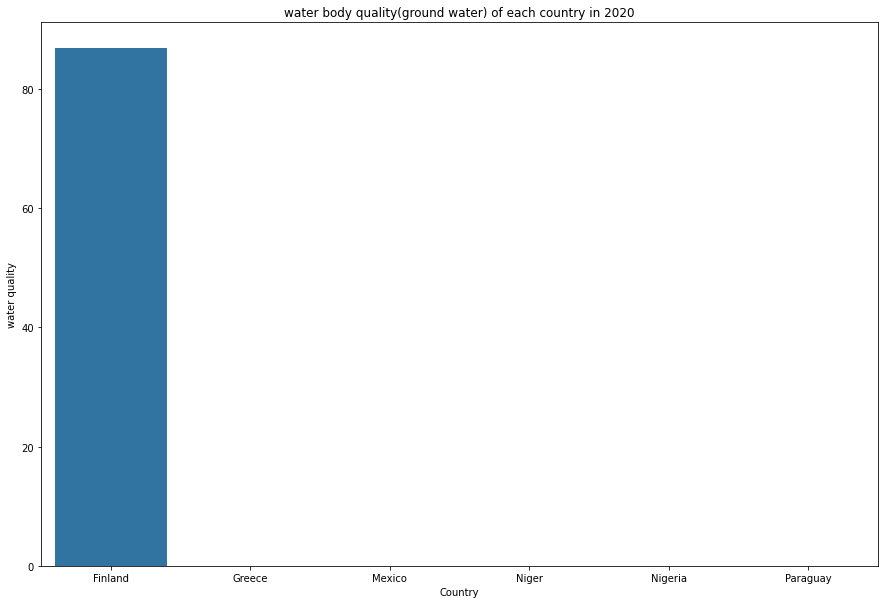 water body quality(ground water) of each country in 2020
water quality
80
60
40
20
0
Finland Greece Mexico Niger Nigeria Paraguay
Country